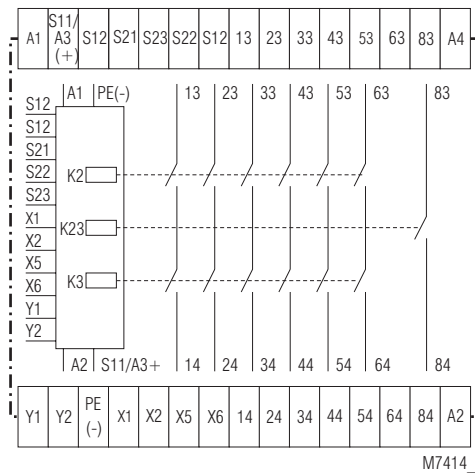 A1 S11/A3(+) S12 S21 S23 S22 S12 13 23 33 43 53 63 83 A4
A1 PE(-) 13 23 33 43 53 63 83
S12
S12
S21
S22
S23
X1
X2
X5
X6
Y1
Y2
K2
K23
K3
A2 S11/A3+ 14 24 34 44 54 64 84
Y1 Y2 PE(-) X1 X2 X5 X6 14 24 34 44 54 64 84 A2
M7414_